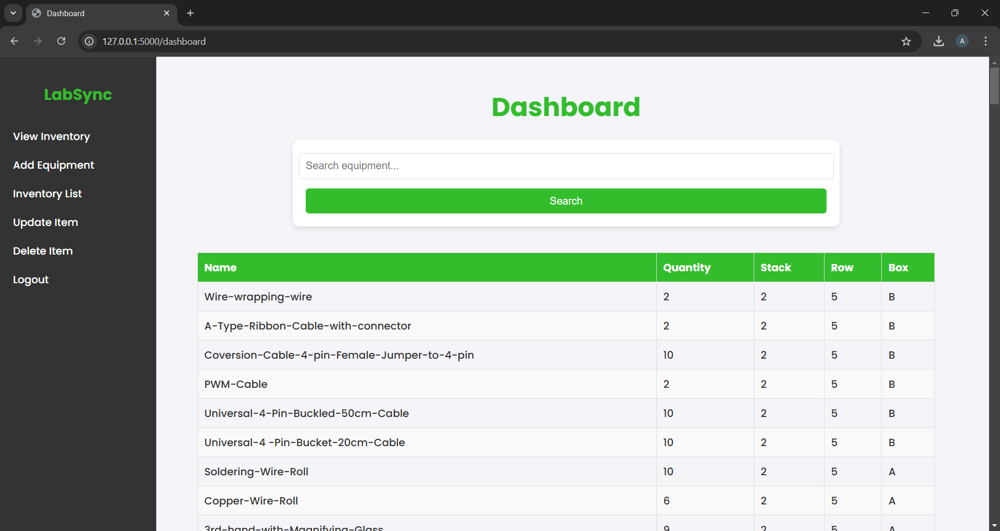 Dashboard
127.0.0.1:5000/dashboard
A
LabSync
View Inventory
Add Equipment
Inventory List
Update Item
Delete Item
Logout
Dashboard
Search equipment...
Search
Name Quantity Stack Row Box
Wire-wrapping-wire 2 2 5 B
A-Type-Ribbon-Cable-with-connector 2 2 5 B
Coversion-Cable-4-pin-Female-Jumper-to-4-pin 10 2 5 B
PWM-Cable 2 2 5 B
Universal-4-Pin-Buckled-50cm-Cable 10 2 5 B
Universal-4 -Pin-Bucket-20cm-Cable 10 2 5 B
Soldering-Wire-Roll 10 2 5 A
Copper-Wire-Roll 6 2 5 A
3rd-hand-with-Magnifying-Glass 9 2 5 A